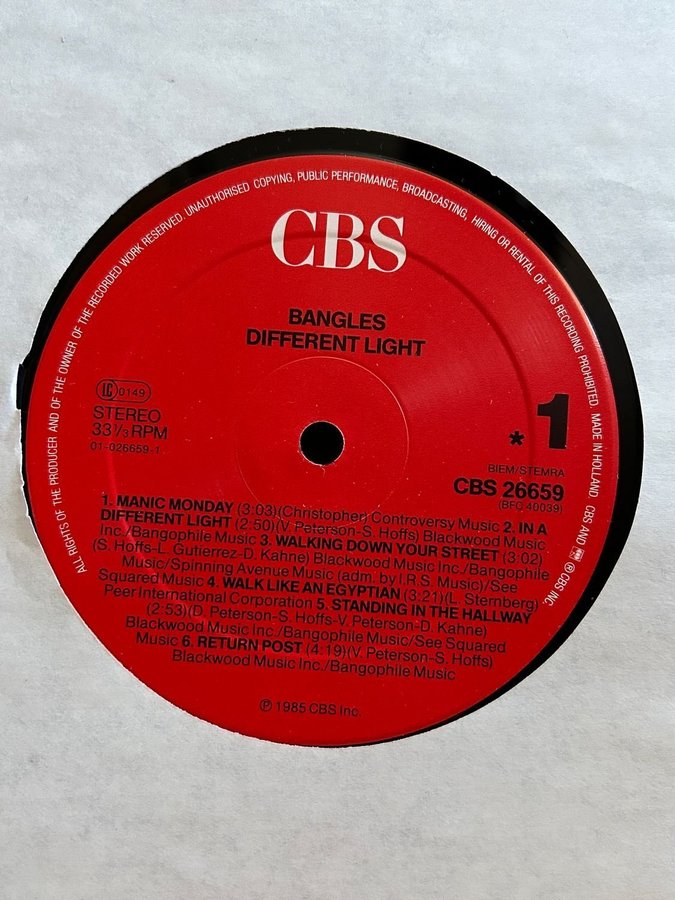 ALL RIGHTS OF THE PRODUCER AND OF THE OWNER OF THE RECORDED WORK RESERVED. UNAUTHORISED COPYING, PUBLIC PERFORMANCE, BROADCASTING, HIRING OR RENTAL OF THIS RECORDING PROHIBITED. MADE IN HOLLAND. CBS AND ℗ CBS INC.
CBS
BANGLES
DIFFERENT LIGHT
LC 0149
STEREO
33⅓ RPM
01-026659-1
* 1
BIEM/STEMRA
CBS 26659
(BFC 40039)
1. MANIC MONDAY (3:03)(Christopher) Controversy Music 2. IN A
DIFFERENT LIGHT (2:50)(V. Peterson-S. Hoffs) Blackwood Music
Inc./Bangophile Music 3. WALKING DOWN YOUR STREET (3:02)
(S. Hoffs-L. Gutierrez-D. Kahne) Blackwood Music Inc./Bangophile
Music/Spinning Avenue Music (adm. by I.R.S. Music)/See
Squared Music 4. WALK LIKE AN EGYPTIAN (3:21)(L. Sternberg)
Peer International Corporation 5. STANDING IN THE HALLWAY
(2:53)(D. Peterson-S. Hoffs-V. Peterson-D. Kahne)
Blackwood Music Inc./Bangophile Music/See Squared
Music 6. RETURN POST (4:19)(V. Peterson-S. Hoffs)
Blackwood Music Inc./Bangophile Music
℗ 1985 CBS Inc.